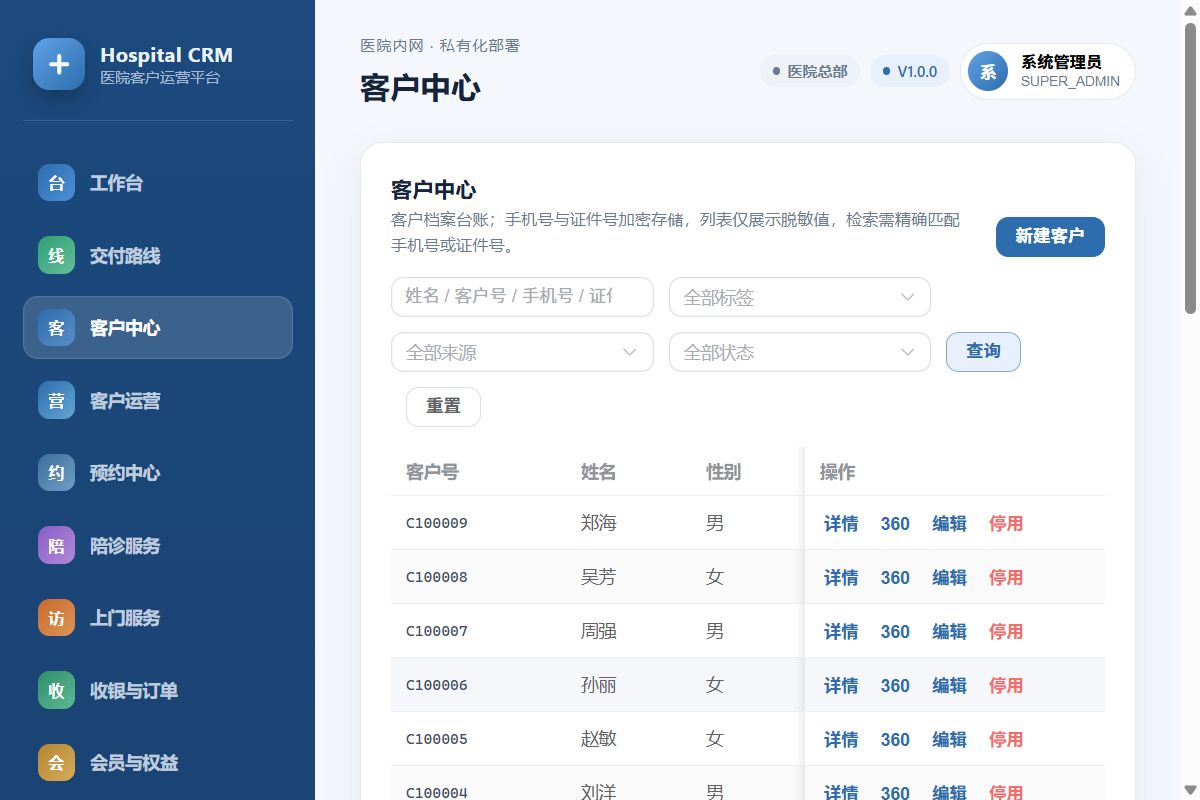 Hospital CRM
医院客户运营平台
台 工作台
线 交付路线
客 客户中心
营 客户运营
约 预约中心
陪 陪诊服务
访 上门服务
收 收银与订单
会 会员与权益
医院内网 · 私有化部署
客户中心
医院总部
V1.0.0
系 系统管理员
SUPER_ADMIN
客户中心
客户档案台账；手机号与证件号加密存储，列表仅展示脱敏值，检索需精确匹配
手机号或证件号。
新建客户
姓名 / 客户号 / 手机号 / 证
全部标签
全部来源
全部状态
查询
重置
客户号 姓名 性别 操作
C100009 郑海 男 详情 360 编辑 停用
C100008 吴芳 女 详情 360 编辑 停用
C100007 周强 男 详情 360 编辑 停用
C100006 孙丽 女 详情 360 编辑 停用
C100005 赵敏 女 详情 360 编辑 停用
C100004 刘洋 男 详情 360 编辑 停用